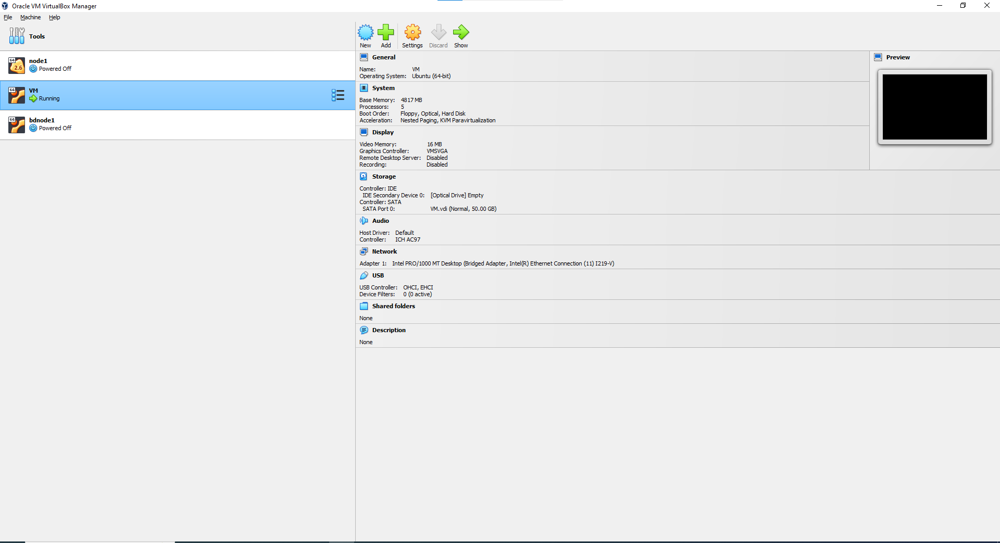 Oracle VM VirtualBox Manager
File Machine Help
Tools
New Add Settings Discard Show
64 2.6
node1
Powered Off
64
VM
Running
64
bdnode1
Powered Off
General
Name: VM
Operating System: Ubuntu (64-bit)
Preview
System
Base Memory: 4817 MB
Processors: 5
Boot Order: Floppy, Optical, Hard Disk
Acceleration: Nested Paging, KVM Paravirtualization
Display
Video Memory: 16 MB
Graphics Controller: VMSVGA
Remote Desktop Server: Disabled
Recording: Disabled
Storage
Controller: IDE
IDE Secondary Device 0: [Optical Drive] Empty
Controller: SATA
SATA Port 0: VM.vdi (Normal, 50.00 GB)
Audio
Host Driver: Default
Controller: ICH AC97
Network
Adapter 1: Intel PRO/1000 MT Desktop (Bridged Adapter, Intel(R) Ethernet Connection (11) I219-V)
USB
USB Controller: OHCI, EHCI
Device Filters: 0 (0 active)
Shared folders
None
Description
None